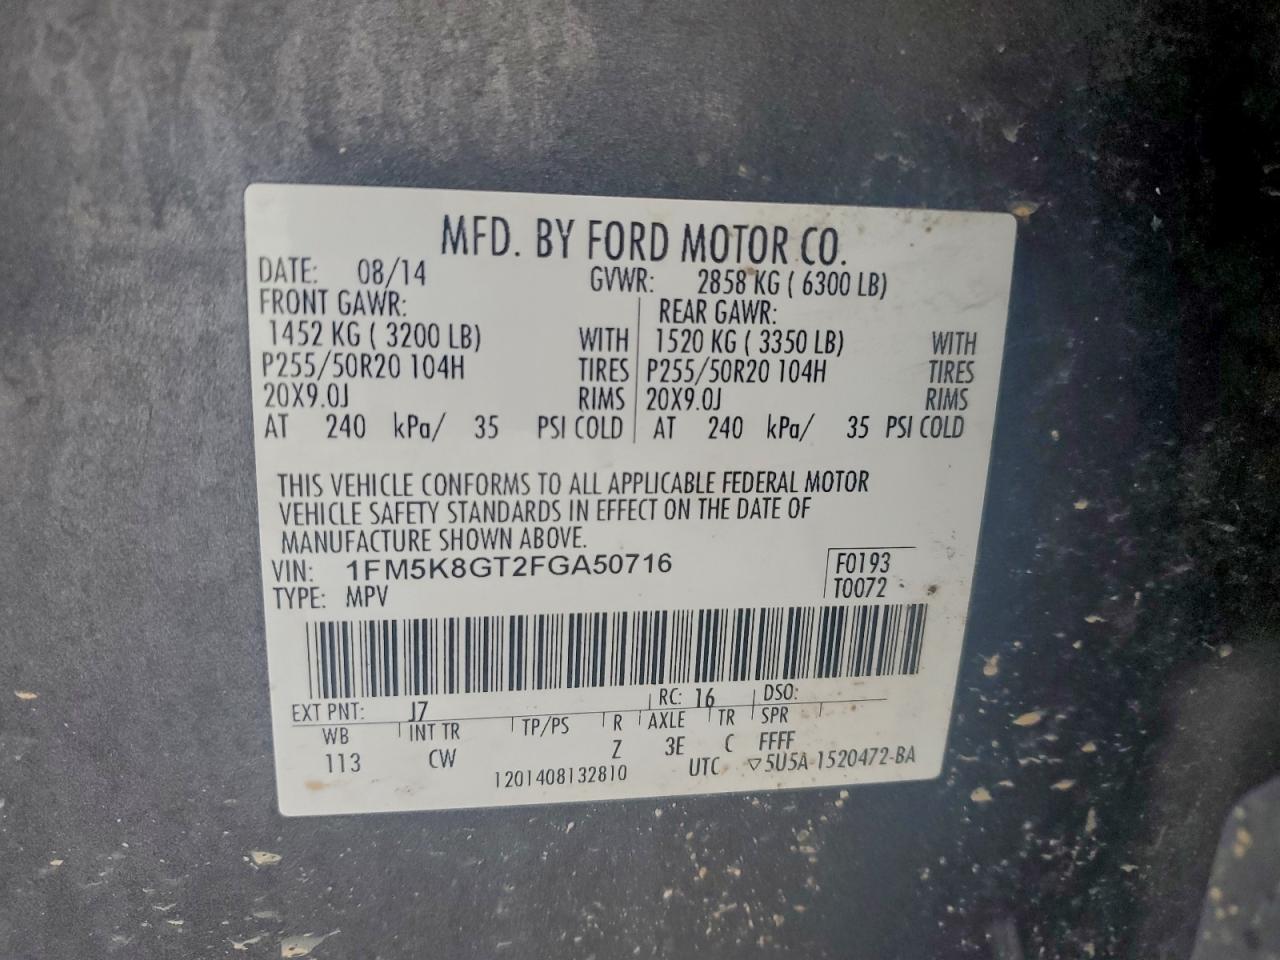 MFD. BY FORD MOTOR CO.
DATE: 08/14 GVWR: 2858 KG ( 6300 LB)
FRONT GAWR: REAR GAWR:
1452 KG ( 3200 LB) WITH 1520 KG ( 3350 LB) WITH
P255/50R20 104H TIRES P255/50R20 104H TIRES
20X9.0J RIMS 20X9.0J RIMS
AT 240 kPa/ 35 PSI COLD AT 240 kPa/ 35 PSI COLD
THIS VEHICLE CONFORMS TO ALL APPLICABLE FEDERAL MOTOR
VEHICLE SAFETY STANDARDS IN EFFECT ON THE DATE OF
MANUFACTURE SHOWN ABOVE.
VIN: 1FM5K8GT2FGA50716 F0193
TYPE: MPV T0072
EXT PNT: J7 RC: 16 DSO:
WB INT TR TP/PS R AXLE TR SPR
113 CW Z 3E C FFFF
1201408132810 UTC ▽5U5A-1520472-BA